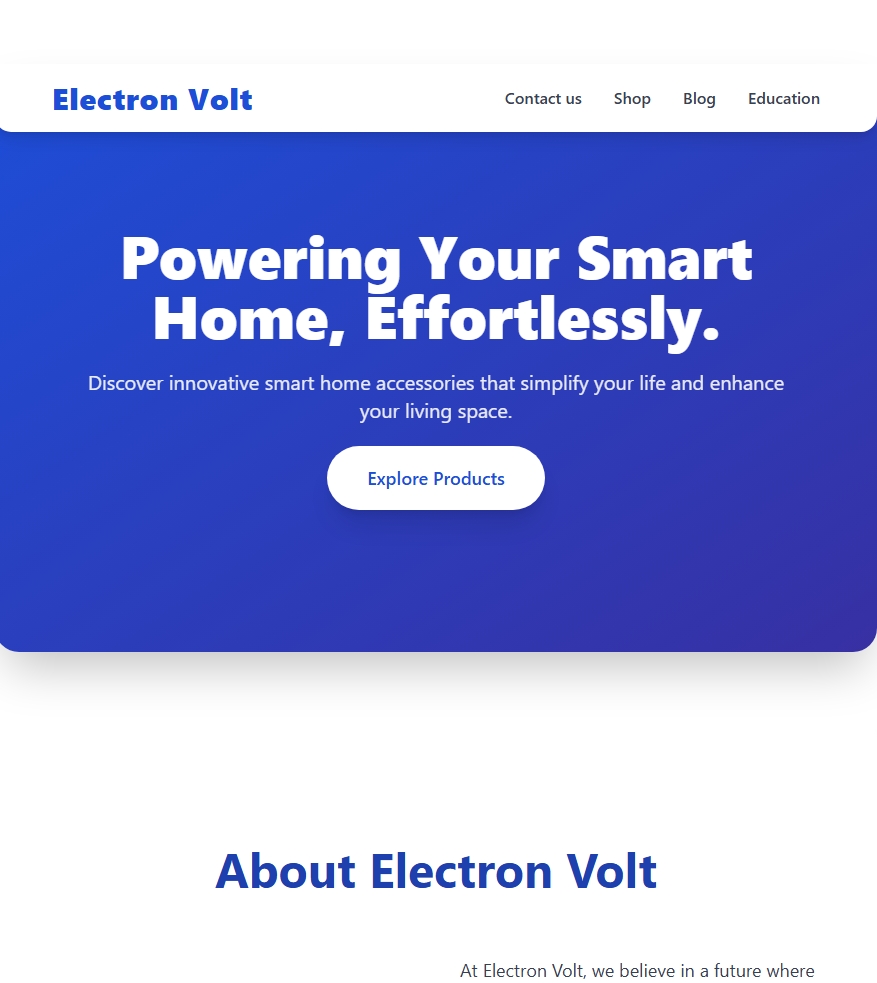 Electron Volt
Contact us
Shop
Blog
Education
Powering Your Smart
Home, Effortlessly.
Discover innovative smart home accessories that simplify your life and enhance
your living space.
Explore Products
About Electron Volt
At Electron Volt, we believe in a future where